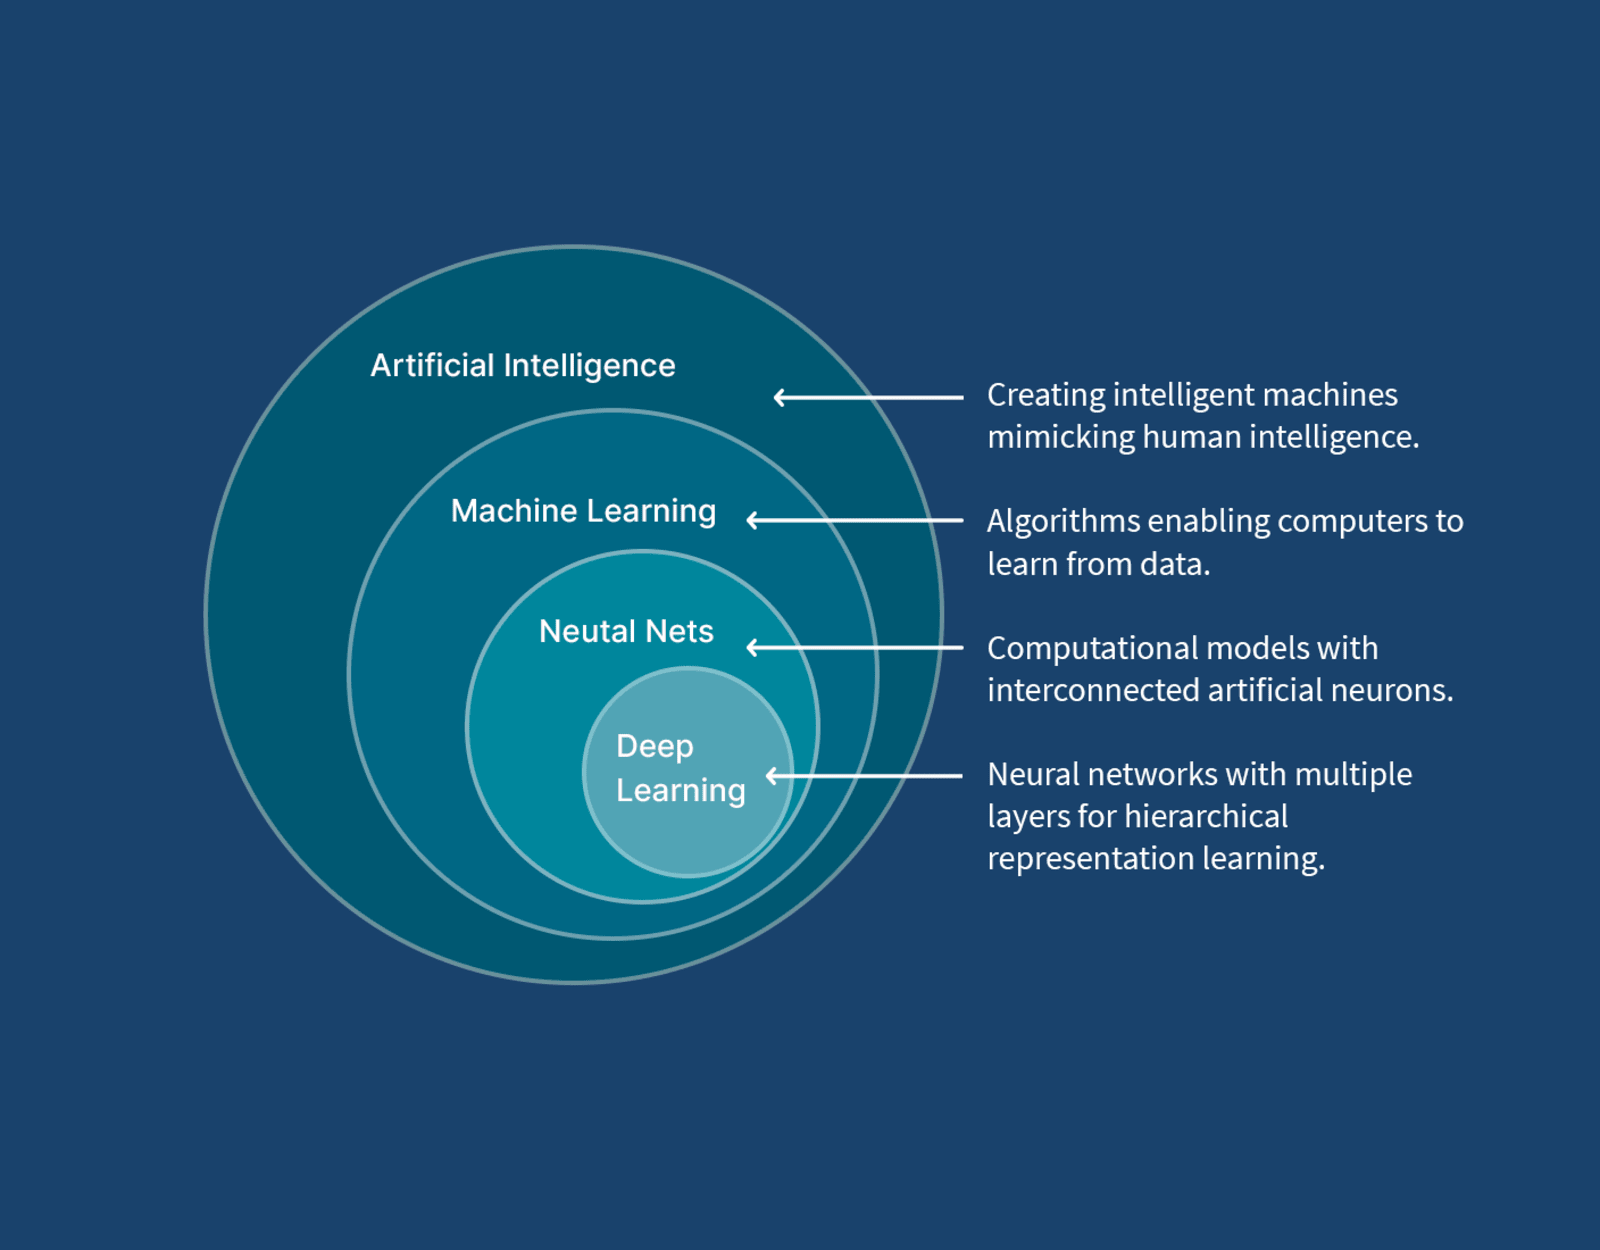 Artificial Intelligence
Creating intelligent machines
mimicking human intelligence.
Machine Learning
Algorithms enabling computers to
learn from data.
Neutal Nets
Computational models with
interconnected artificial neurons.
Deep
Learning
Neural networks with multiple
layers for hierarchical
representation learning.